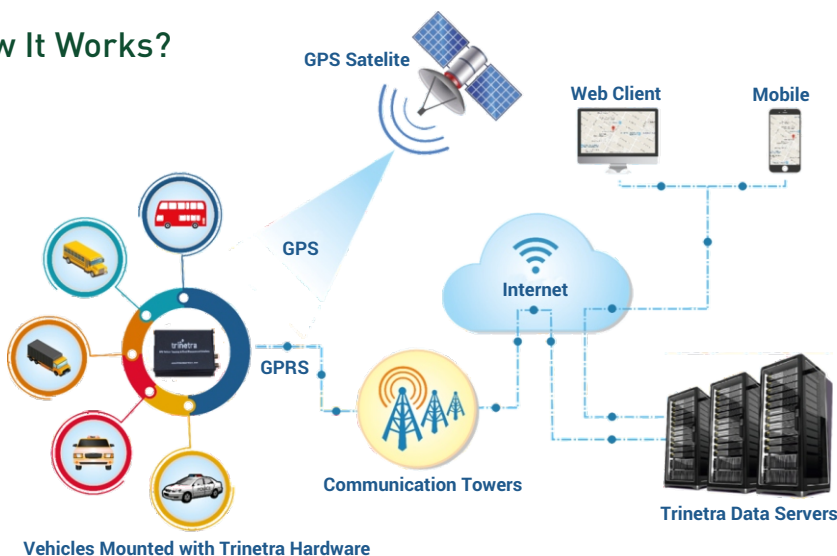 w It Works?
GPS Satelite
Web Client
Mobile
GPS
Internet
trinetra
GPRS
Communication Towers
Trinetra Data Servers
Vehicles Mounted with Trinetra Hardware